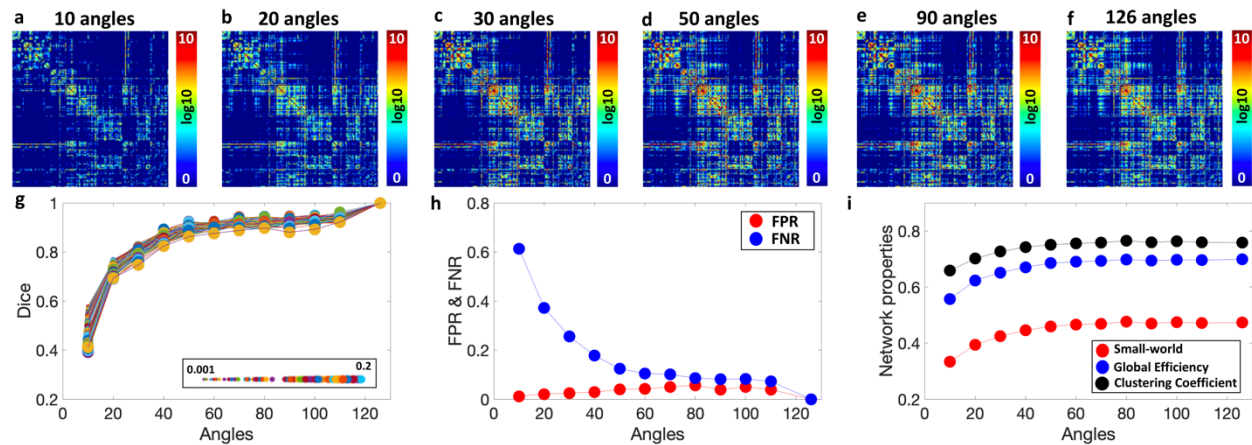 a 10 angles b 20 angles c 30 angles d 50 angles e 90 angles f 126 angles
10 10 10 10 10 10
log10 log10 log10 log10 log10 log10
0 0 0 0 0 0
g
1
0.8
0.6
0.4
0.2
Dice
0.001 0.2
0 20 40 60 80 100 120
Angles
h
0.8
0.6
0.4
0.2
0
FPR & FNR
FPR
FNR
0 20 40 60 80 100 120
Angles
i
0.8
0.6
0.4
0.2
Network properties
Small-world
Global Efficiency
Clustering Coefficient
0 20 40 60 80 100 120
Angles